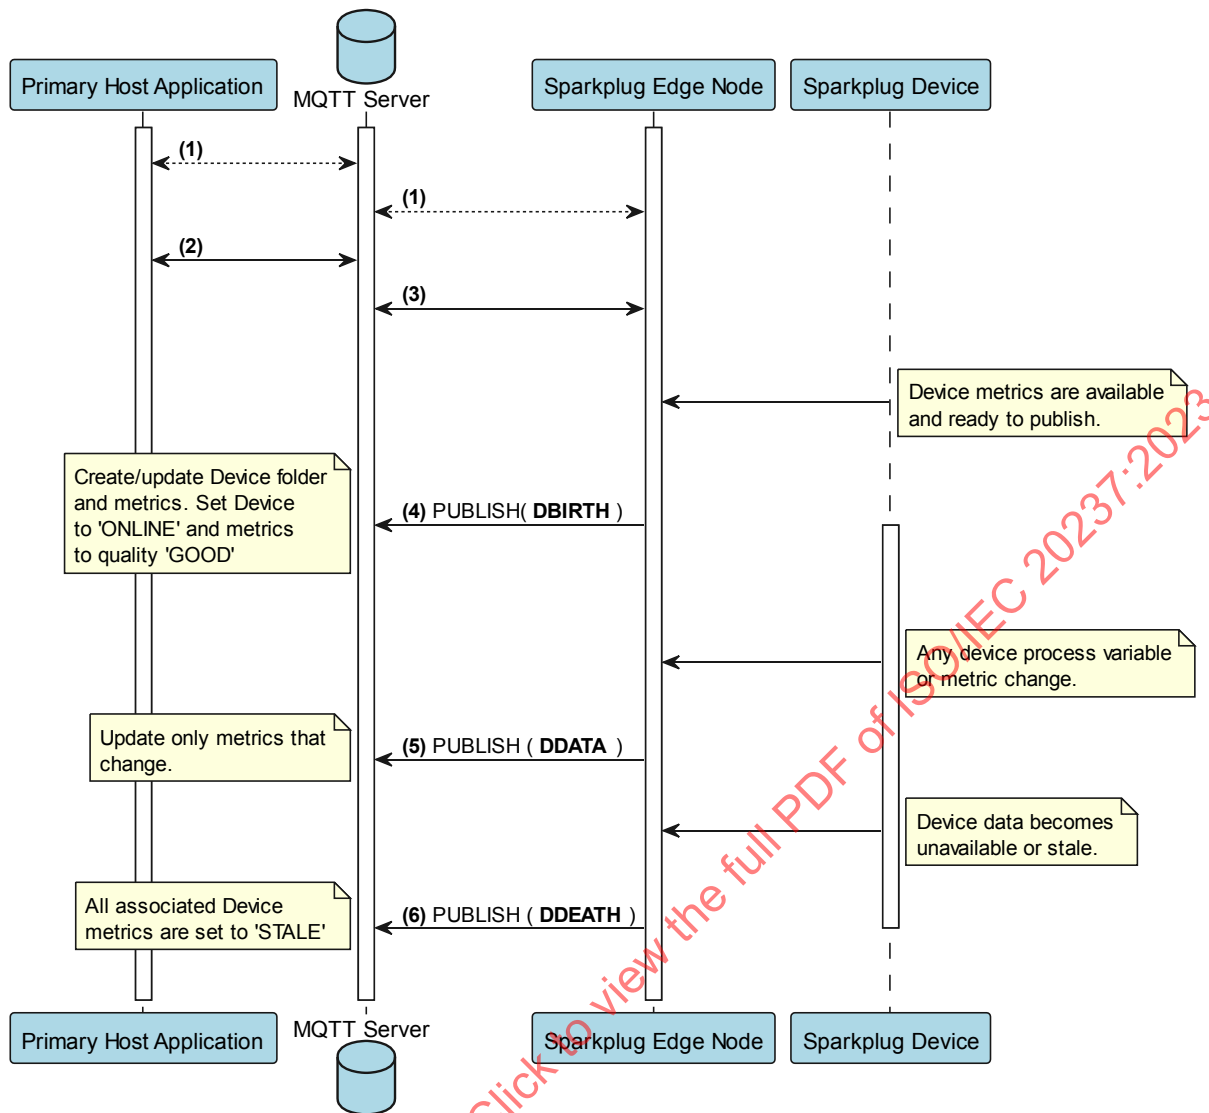 Primary Host Application
MQTT Server
Sparkplug Edge Node
Sparkplug Device
(1)
(1)
(2)
(3)
Device metrics are available
and ready to publish.
Create/update Device folder
and metrics. Set Device
to 'ONLINE' and metrics
to quality 'GOOD'
(4) PUBLISH( DBIRTH )
Any device process variable
or metric change.
Update only metrics that
change.
(5) PUBLISH ( DDATA )
Device data becomes
unavailable or stale.
All associated Device
metrics are set to 'STALE'
(6) PUBLISH ( DDEATH )
Primary Host Application
MQTT Server
Sparkplug Edge Node
Sparkplug Device
Click to view the full PDF of ISO/IEC 20237:2023